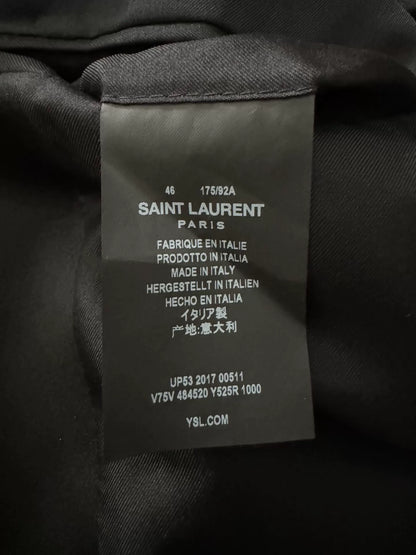 46 175/92A
SAINT LAURENT
PARIS
FABRIQUE EN ITALIE
PRODOTTO IN ITALIA
MADE IN ITALY
HERGESTELLT IN ITALIEN
HECHO EN ITALIA
イタリア製
产地:意大利
UP53 2017 00511
V75V 484520 Y525R 1000
YSL.COM